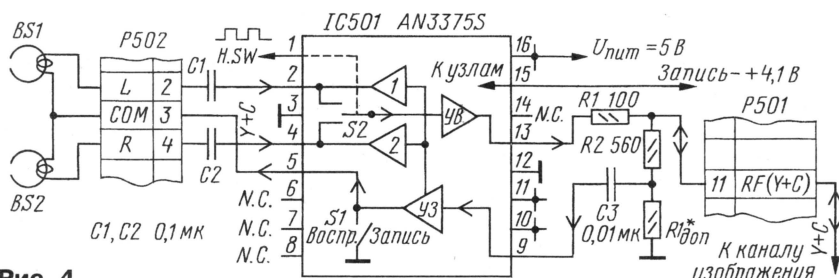 IC501 AN3375S
BS1
P502
C1
H.SW
1
16
Uпит = 5 В
L 2
2
К узлам
15
Запись - +4,1 В
COM 3
Y+C
3
1
S2
УВ
14 N.C.
R1 100
P501
R 4
4
2
13
R2 560
BS2
C2
5
12
11 RF(Y+C)
N.C. 6
11
C3
0,01мк
R1*доп
C1, C2 0,1 мк
N.C. 7
S1
Воспр.
Запись
УЗ
10
N.C. 8
9
Y+C
К каналу
изображения
Рис. 4